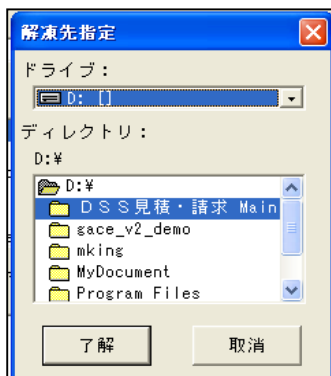 解凍先指定
ドライブ：
D: []
ディレクトリ：
D:¥
D:¥
ＤＳＳ見積・請求 Main
gace_v2_demo
mking
MyDocument
Program Files
了解
取消